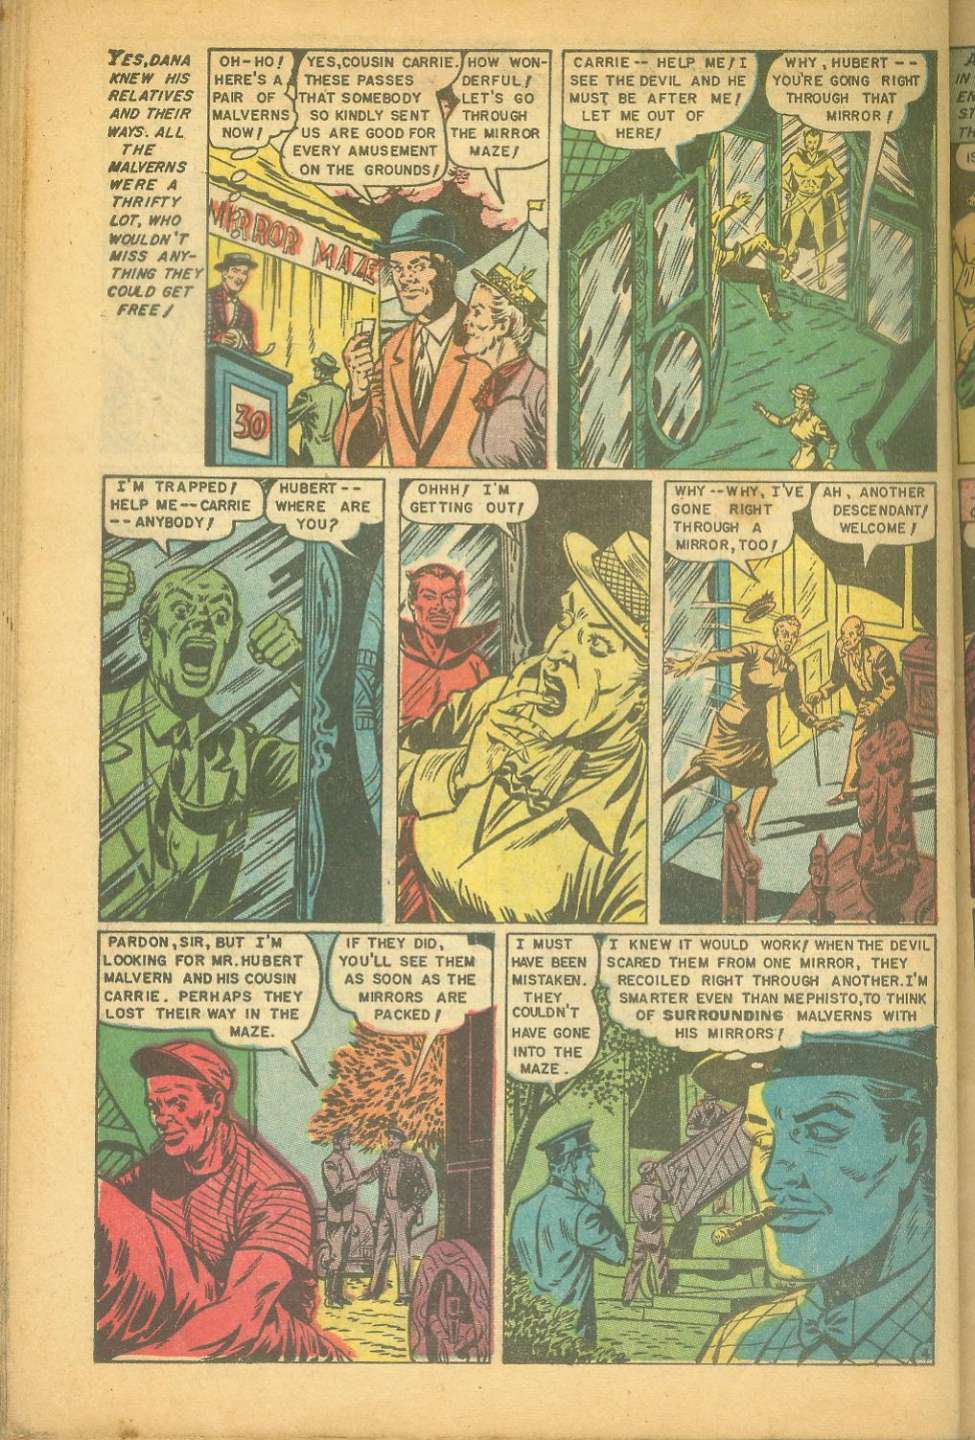 YES, DANA
KNEW HIS
RELATIVES
AND THEIR
WAYS. ALL
THE
MALVERNS
WERE A
THRIFTY
LOT, WHO
WOULDN'T
MISS ANY-
THING THEY
COULD GET
FREE!
OH-HO!
HERE'S A
PAIR OF
MALVERNS
NOW!
YES, COUSIN CARRIE.
THESE PASSES
THAT SOMEBODY
SO KINDLY SENT
US ARE GOOD FOR
EVERY AMUSEMENT
ON THE GROUNDS!
HOW WON-
DERFUL!
LET'S GO
THROUGH
THE MIRROR
MAZE!
MIRROR MAZE
30
CARRIE-- HELP ME! I
SEE THE DEVIL AND HE
MUST BE AFTER ME!
LET ME OUT OF
HERE!
WHY, HUBERT--
YOU'RE GOING RIGHT
THROUGH THAT
MIRROR!
I'M TRAPPED!
HELP ME--CARRIE
--ANYBODY!
HUBERT--
WHERE ARE
YOU?
OHHH! I'M
GETTING OUT!
WHY--WHY, I'VE
GONE RIGHT
THROUGH A
MIRROR, TOO!
AH, ANOTHER
DESCENDANT!
WELCOME!
PARDON, SIR, BUT I'M
LOOKING FOR MR. HUBERT
MALVERN AND HIS COUSIN
CARRIE. PERHAPS THEY
LOST THEIR WAY IN THE
MAZE.
IF THEY DID,
YOU'LL SEE THEM
AS SOON AS THE
MIRRORS ARE
PACKED!
I MUST
HAVE BEEN
MISTAKEN.
THEY
COULDN'T
HAVE GONE
INTO THE
MAZE.
I KNEW IT WOULD WORK! WHEN THE DEVIL
SCARED THEM FROM ONE MIRROR, THEY
RECOILED RIGHT THROUGH ANOTHER. I'M
SMARTER EVEN THAN MEPHISTO, TO THINK
OF SURROUNDING MALVERNS WITH
HIS MIRRORS!
4